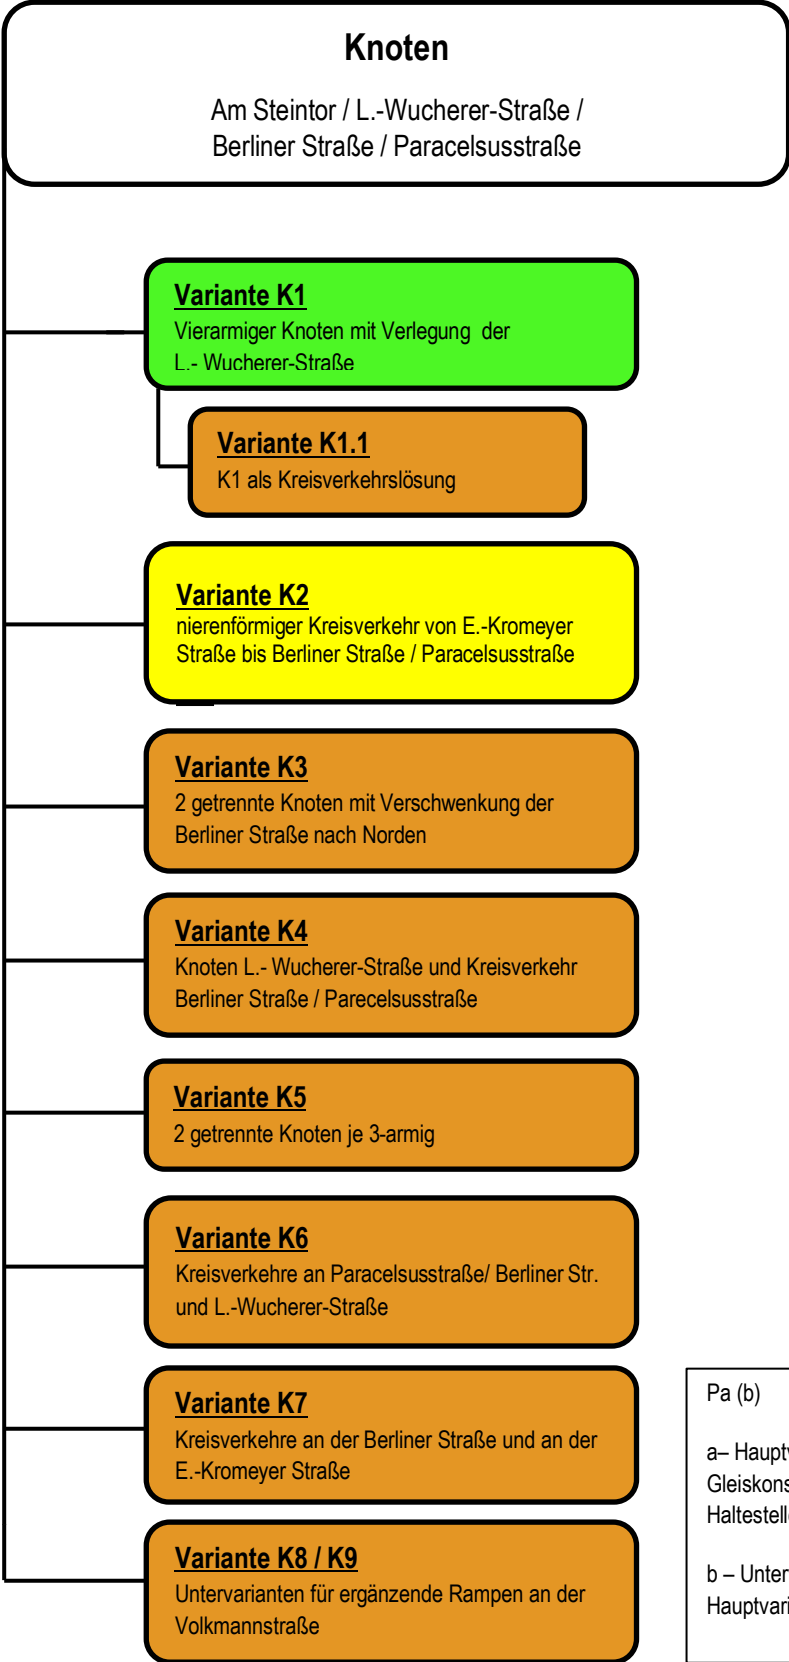 Knoten
Am Steintor / L.-Wucherer-Straße /
Berliner Straße / Paracelsusstraße
Variante K1
Vierarmiger Knoten mit Verlegung der
L.- Wucherer-Straße
Variante K1.1
K1 als Kreisverkehrslösung
Variante K2
nierenförmiger Kreisverkehr von E.-Kromeyer
Straße bis Berliner Straße / Paracelsusstraße
Variante K3
2 getrennte Knoten mit Verschwenkung der
Berliner Straße nach Norden
Variante K4
Knoten L.- Wucherer-Straße und Kreisverkehr
Berliner Straße / Parecelsusstraße
Variante K5
2 getrennte Knoten je 3-armig
Variante K6
Kreisverkehre an Paracelsusstraße/ Berliner Str.
und L.-Wucherer-Straße
Variante K7
Kreisverkehre an der Berliner Straße und an der
E.-Kromeyer Straße
Variante K8 / K9
Untervarianten für ergänzende Rampen an der
Volkmannstraße
Pa (b)
a– Hauptv
Gleiskons
Haltestell
b – Unter
Hauptvari